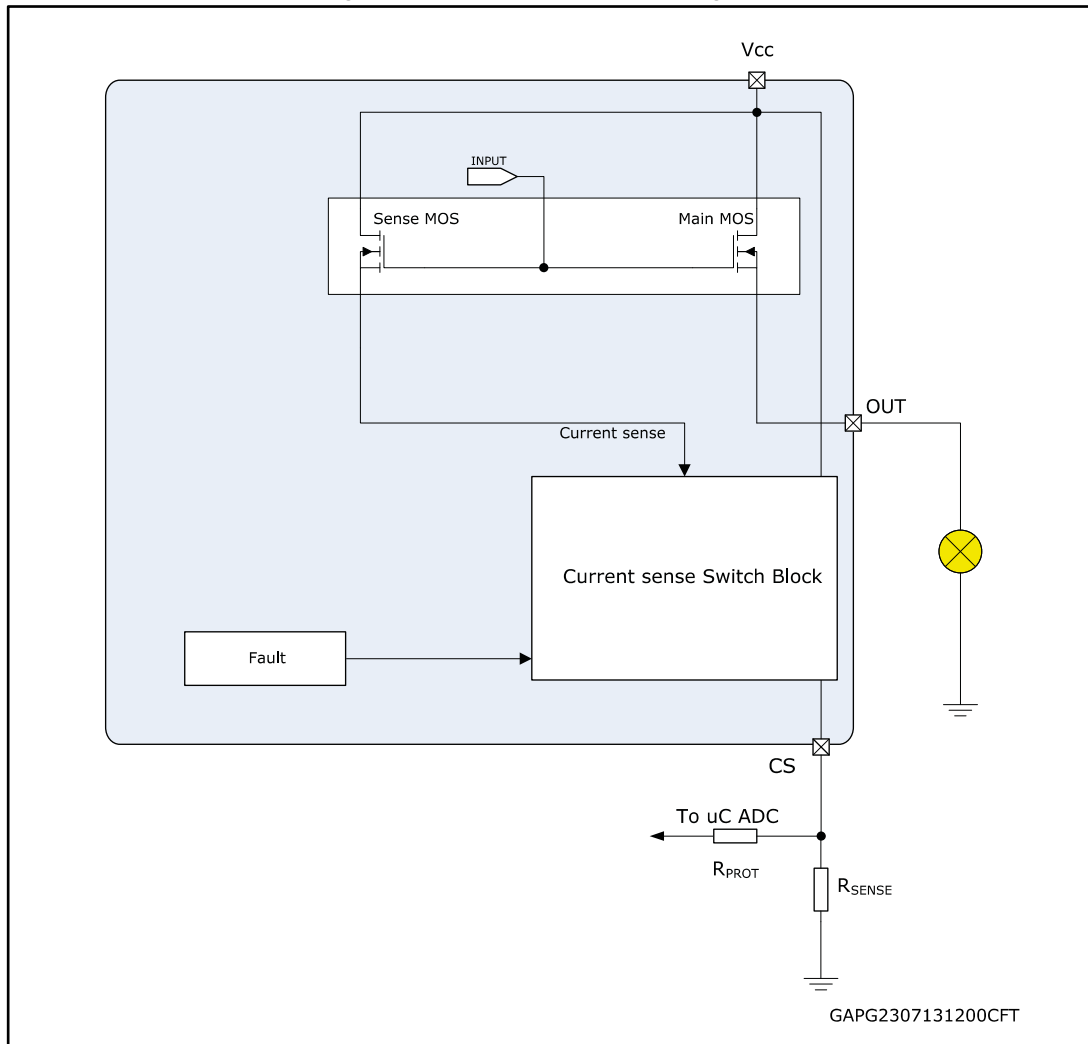 Vcc
INPUT
Sense MOS
Main MOS
OUT
Current sense
Current sense Switch Block
Fault
CS
To uC ADC
RPROT
RSENSE
GAPG2307131200CFT